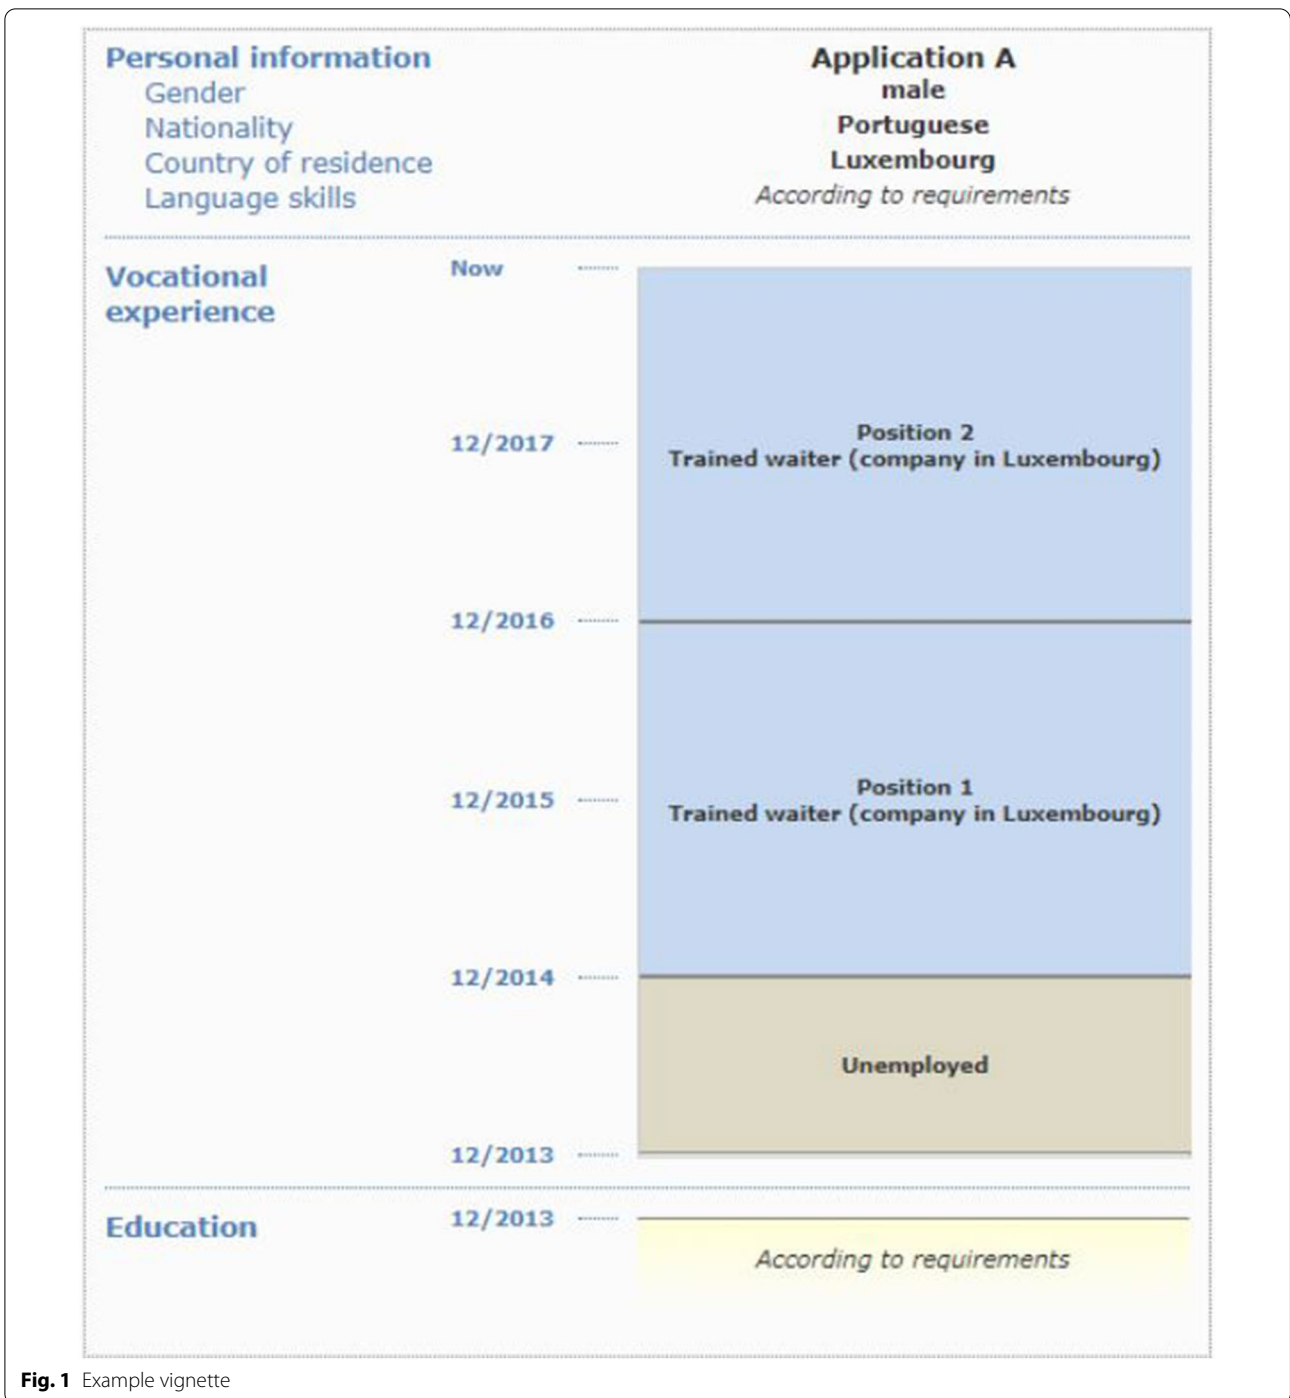 Personal information
Application A
Gender
male
Nationality
Portuguese
Country of residence
Luxembourg
Language skills
According to requirements
Vocational
experience
Now
12/2017
Position 2
Trained waiter (company in Luxembourg)
12/2016
12/2015
Position 1
Trained waiter (company in Luxembourg)
12/2014
Unemployed
12/2013
Education
12/2013
According to requirements
Fig. 1 Example vignette